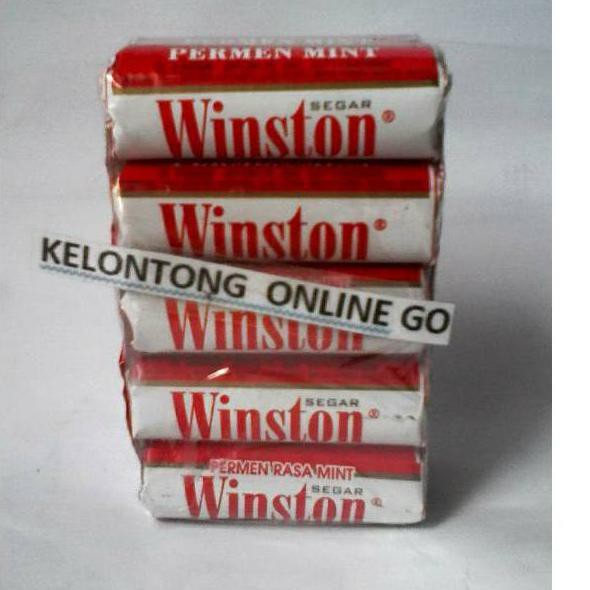 PERMEN MINT
SEGAR
Winston®
Winston®
KELONTONG ONLINE GO
Winston
SEGAR
Winston®
PERMEN RASA MINT
SEGAR
Winston®